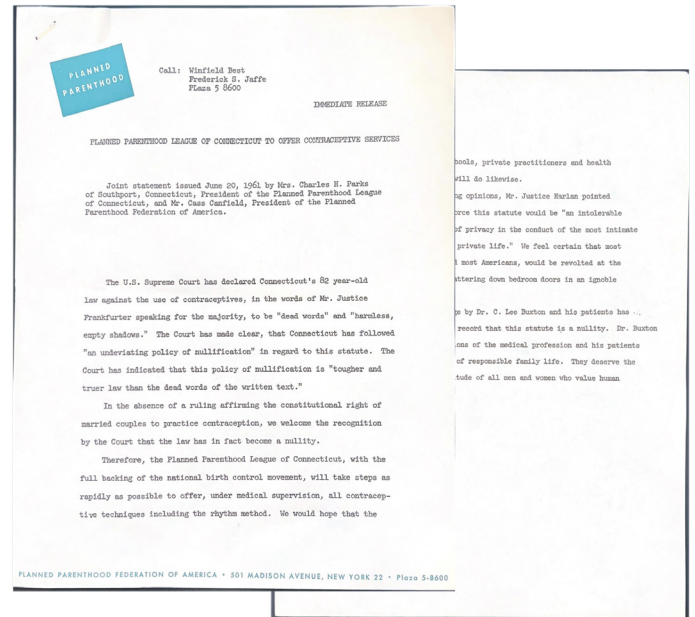 PLANNED
PARENTHOOD
Call: Winfield Best
Frederick S. Jaffe
Plaza 5 8600
IMMEDIATE RELEASE
PLANNED PARENTHOOD LEAGUE OF CONNECTICUT TO OFFER CONTRACEPTIVE SERVICES
Joint statement issued June 20, 1961 by Mrs. Charles H. Parks
of Southport, Connecticut, President of the Planned Parenthood League
of Connecticut, and Mr. Cass Canfield, President of the Planned
Parenthood Federation of America.
The U.S. Supreme Court has declared Connecticut's 82 year-old
law against the use of contraceptives, in the words of Mr. Justice
Frankfurter speaking for the majority, to be "dead words" and "harmless,
empty shadows." The Court has made clear, that Connecticut has followed
"an undeviating policy of nullification" in regard to this statute. The
Court has indicated that this policy of nullification is "tougher and
truer law than the dead words of the written text."
In the absence of a ruling affirming the constitutional right of
married couples to practice contraception, we welcome the recognition
by the Court that the law has in fact become a nullity.
Therefore, the Planned Parenthood League of Connecticut, with the
full backing of the national birth control movement, will take steps as
rapidly as possible to offer, under medical supervision, all contracep-
tive techniques including the rhythm method. We would hope that the
PLANNED PARENTHOOD FEDERATION OF AMERICA • 501 MADISON AVENUE, NEW YORK 22 • Plaza 5-8600
hools, private practitioners and health
will do likewise.
ng opinions, Mr. Justice Harlan pointed
orce this statute would be "an intolerable
of privacy in the conduct of the most intimate
private life." We feel certain that most
most Americans, would be revolted at the
attering down bedroom doors in an ignoble
by Dr. C. Lee Buxton and his patients has
record that this statute is a nullity. Dr. Buxton
ons of the medical profession and his patients
of responsible family life. They deserve the
tude of all men and women who value human